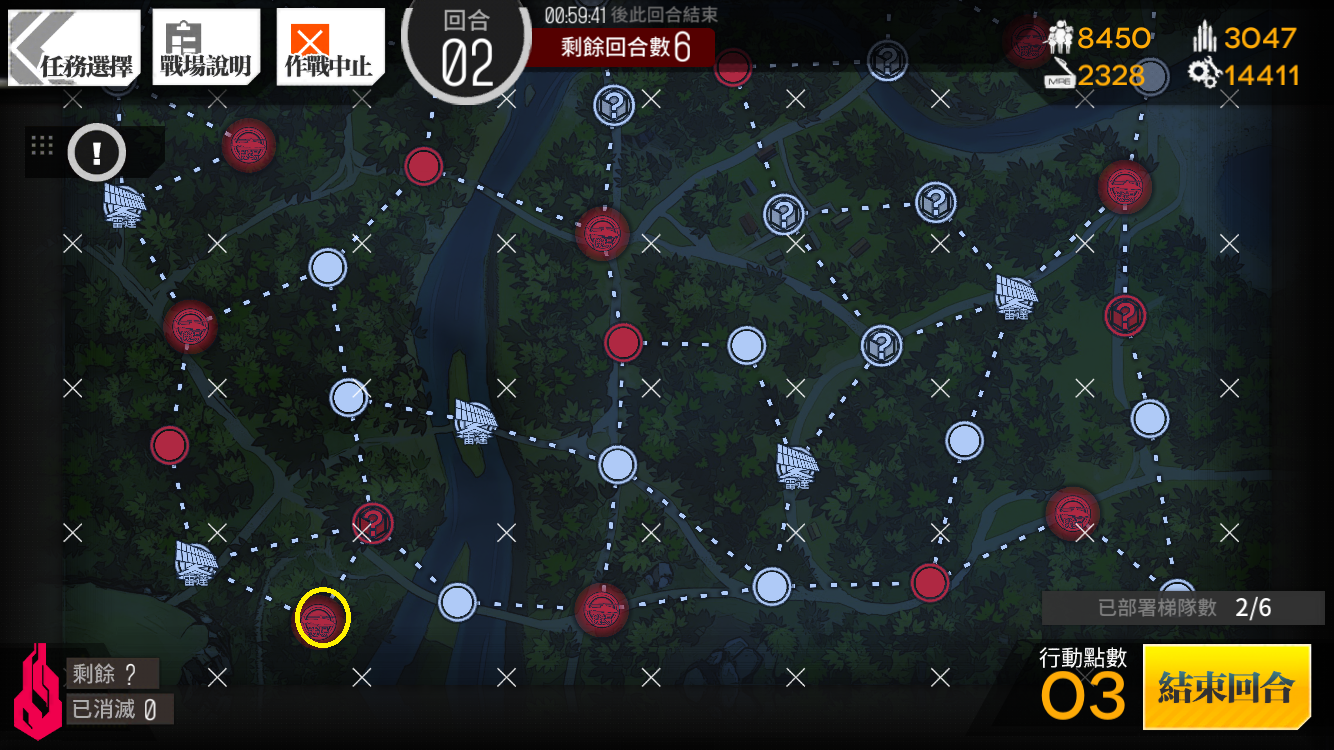 任務選擇
戰場說明
作戰中止
回合
02
00:59:41 後此回合結束
剩餘回合數6
8450
3047
2328
14411
!
雷達
?
?
?
?
雷達
?
?
雷達
雷達
?
雷達
已部署梯隊數 2/6
剩餘 ?
已消滅 0
行動點數
03
結束回合